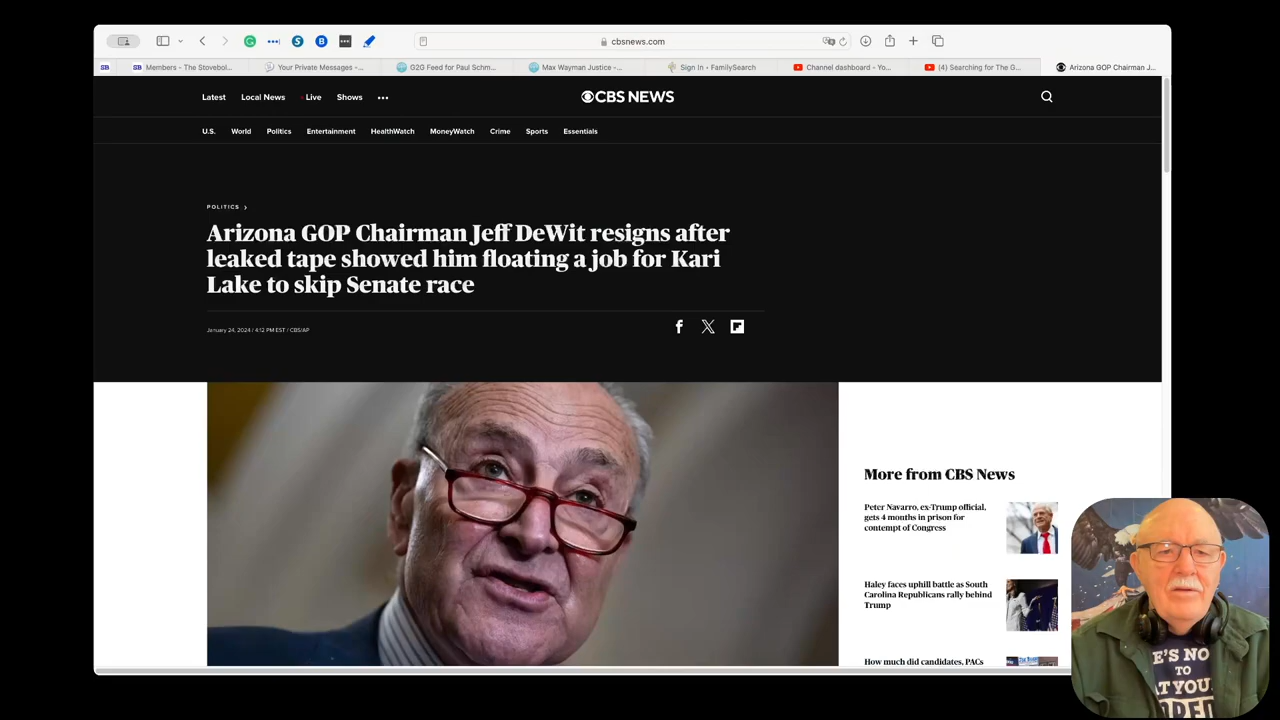 cbsnews.com
Members - The Stovebol...
Your Private Messages -...
G2G Feed for Paul Schm...
Max Wayman Justice -...
Sign In • FamilySearch
Channel dashboard - Yo...
(4) Searching for The G...
Arizona GOP Chairman J...
Latest
Local News
Live
Shows
CBS NEWS
U.S.
World
Politics
Entertainment
HealthWatch
MoneyWatch
Crime
Sports
Essentials
POLITICS
Arizona GOP Chairman Jeff DeWit resigns after
leaked tape showed him floating a job for Kari
Lake to skip Senate race
January 24, 2024 / 4:12 PM EST / CBS/AP
More from CBS News
Peter Navarro, ex-Trump official,
gets 4 months in prison for
contempt of Congress
Haley faces uphill battle as South
Carolina Republicans rally behind
Trump
How much did candidates, PACs
E'S NO
TO
AT YOU